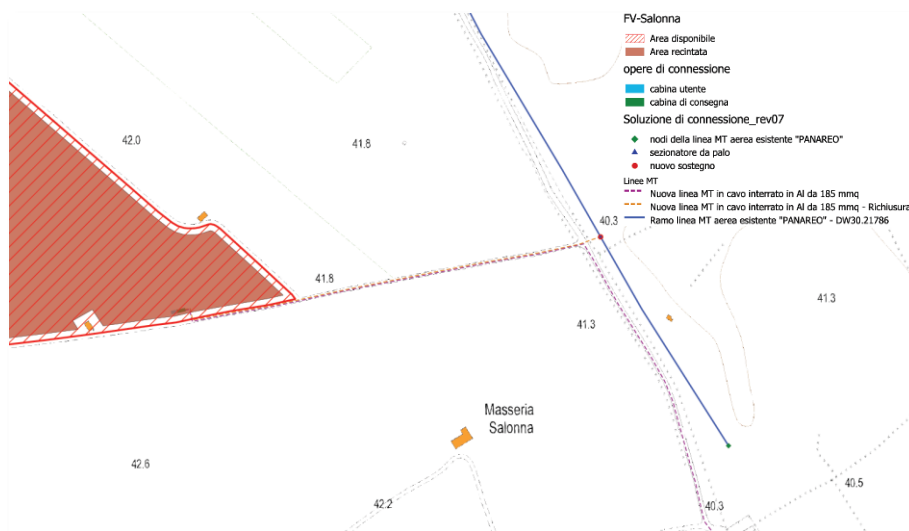 FV-Salonna
Area disponibile
Area recintata
opere di connessione
cabina utente
cabina di consegna
Soluzione di connessione_rev07
nodi della linea MT aerea esistente "PANAREO"
sezionatore da palo
nuovo sostegno
Linee MT
Nuova linea MT in cavo interrato in Al da 185 mmq
Nuova linea MT in cavo interrato in Al da 185 mmq - Richiusura
Ramo linea MT aerea esistente "PANAREO" - DW30.21786
42.0
41.8
40.3
41.8
41.3
41.3
Masseria
Salonna
42.6
42.2
40.3
40.5